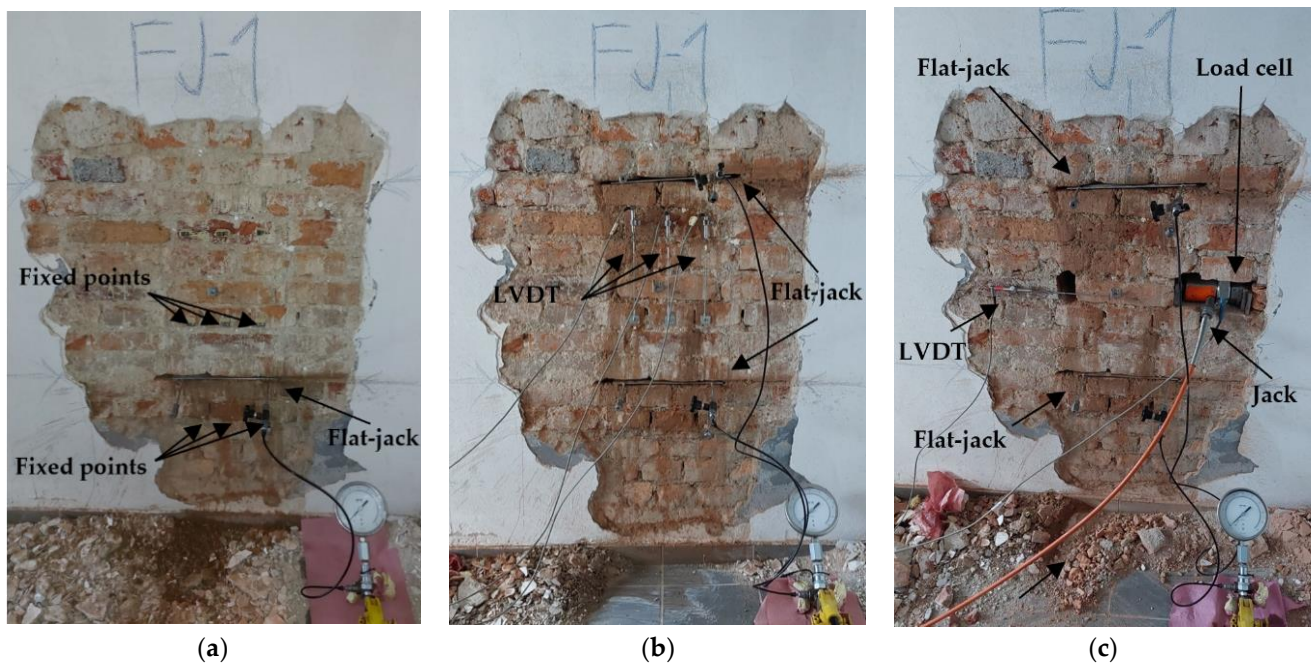 FJ-1
Fixed points
Flat-jack
Fixed points
(a)
FJ-1
LVDT
Flat-jack
(b)
FJ-1
Flat-jack
Load cell
LVDT
Jack
Flat-jack
(c)